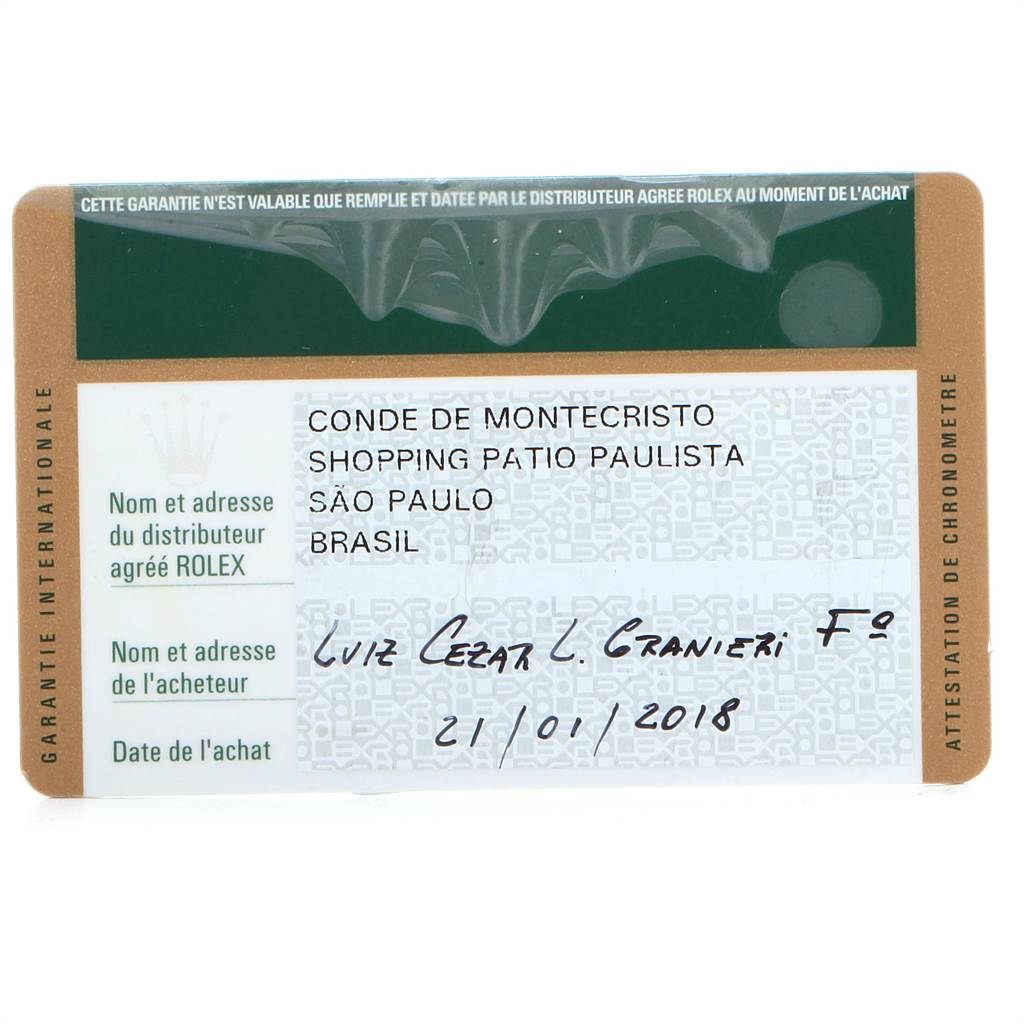 CETTE GARANTIE N'EST VALABLE QUE REMPLIE ET DATEE PAR LE DISTRIBUTEUR AGREE ROLEX AU MOMENT DE L'ACHAT
GARANTIE INTERNATIONALE
Nom et adresse
du distributeur
agréé ROLEX
CONDE DE MONTECRISTO
SHOPPING PATIO PAULISTA
SÃO PAULO
BRASIL
Nom et adresse
de l'acheteur
LUIZ CEZAR L. GRANIERI Fº
Date de l'achat
21/01/2018
ATTESTATION DE CHRONOMETRE